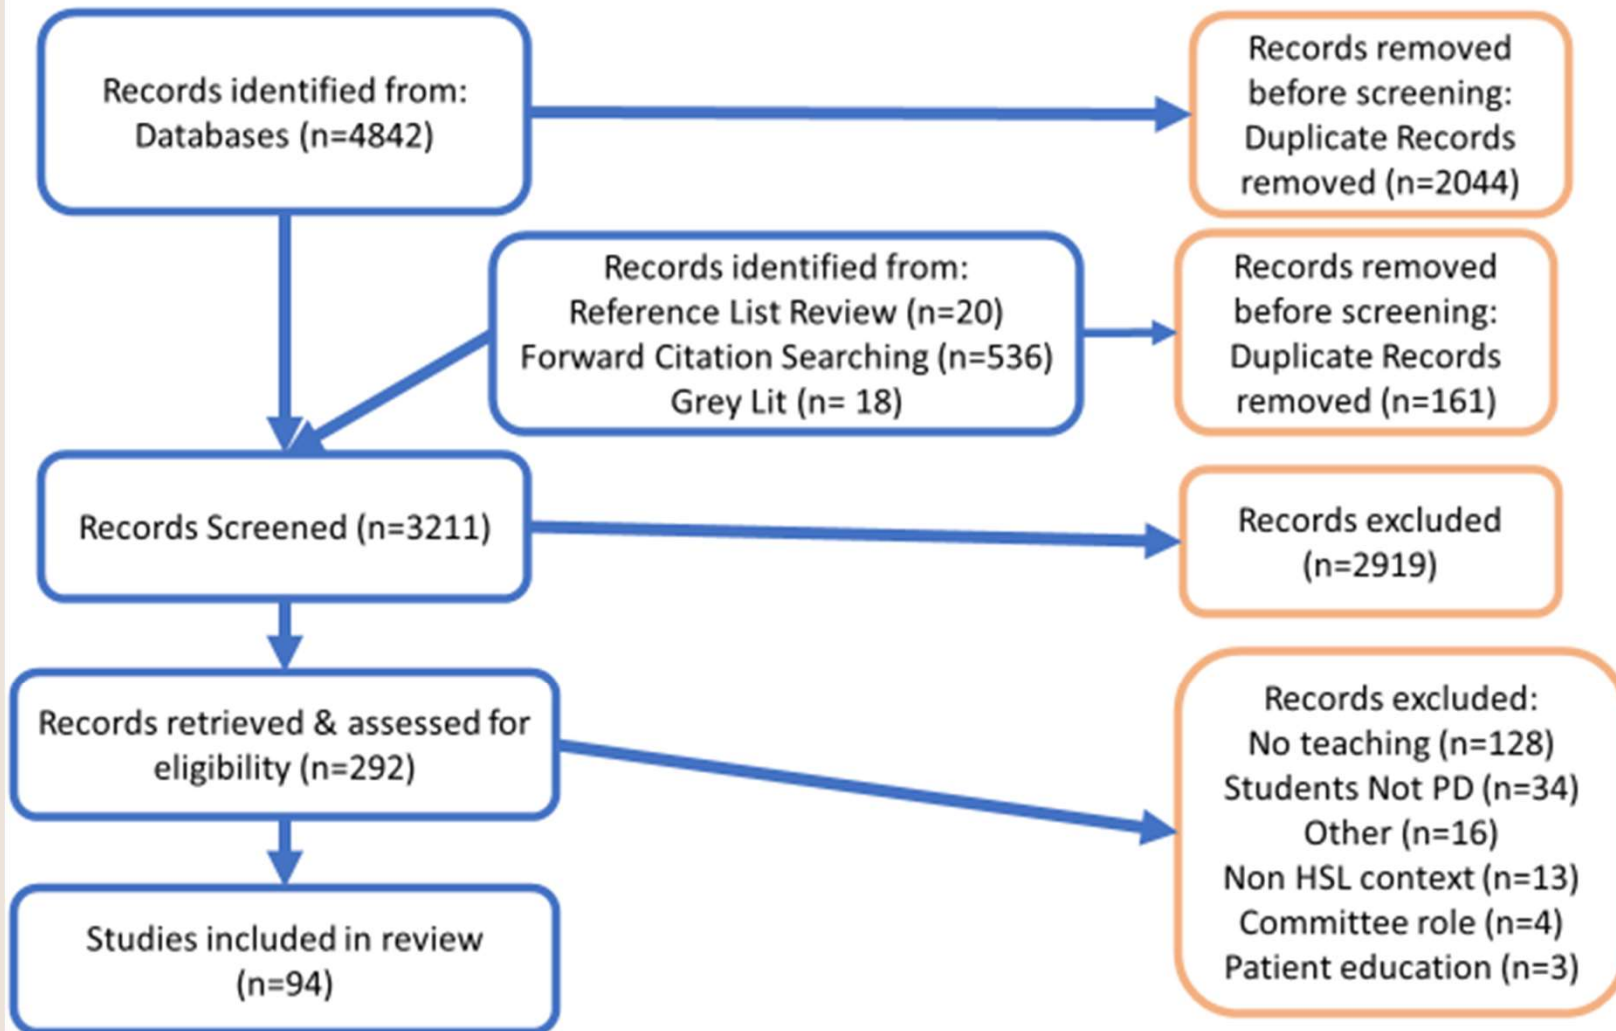 Records identified from:
Databases (n=4842)
Records removed
before screening:
Duplicate Records
removed (n=2044)
Records identified from:
Reference List Review (n=20)
Forward Citation Searching (n=536)
Grey Lit (n= 18)
Records removed
before screening:
Duplicate Records
removed (n=161)
Records Screened (n=3211)
Records excluded
(n=2919)
Records retrieved & assessed for
eligibility (n=292)
Records excluded:
No teaching (n=128)
Students Not PD (n=34)
Other (n=16)
Non HSL context (n=13)
Committee role (n=4)
Patient education (n=3)
Studies included in review
(n=94)